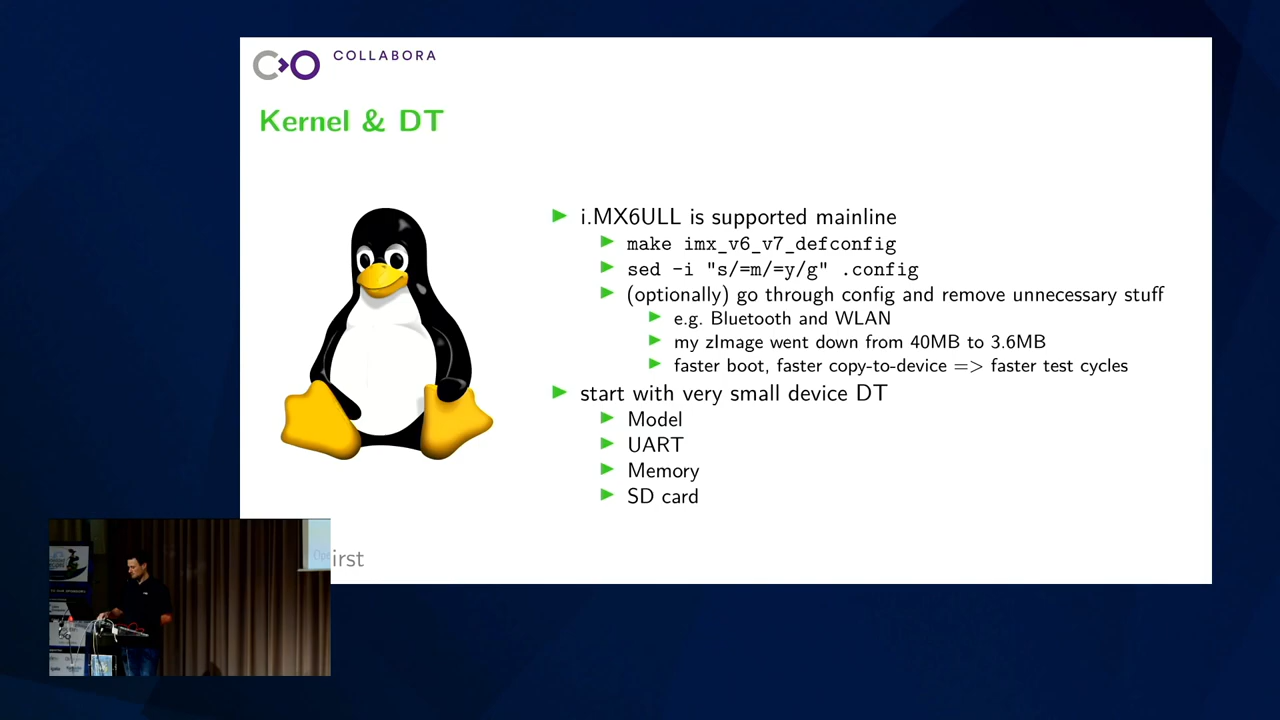 COLLABORA
Kernel & DT
i.MX6ULL is supported mainline
make imx_v6_v7_defconfig
sed -i "s/=m/=y/g" .config
(optionally) go through config and remove unnecessary stuff
e.g. Bluetooth and WLAN
my zImage went down from 40MB to 3.6MB
faster boot, faster copy-to-device => faster test cycles
start with very small device DT
Model
UART
Memory
SD card
irst